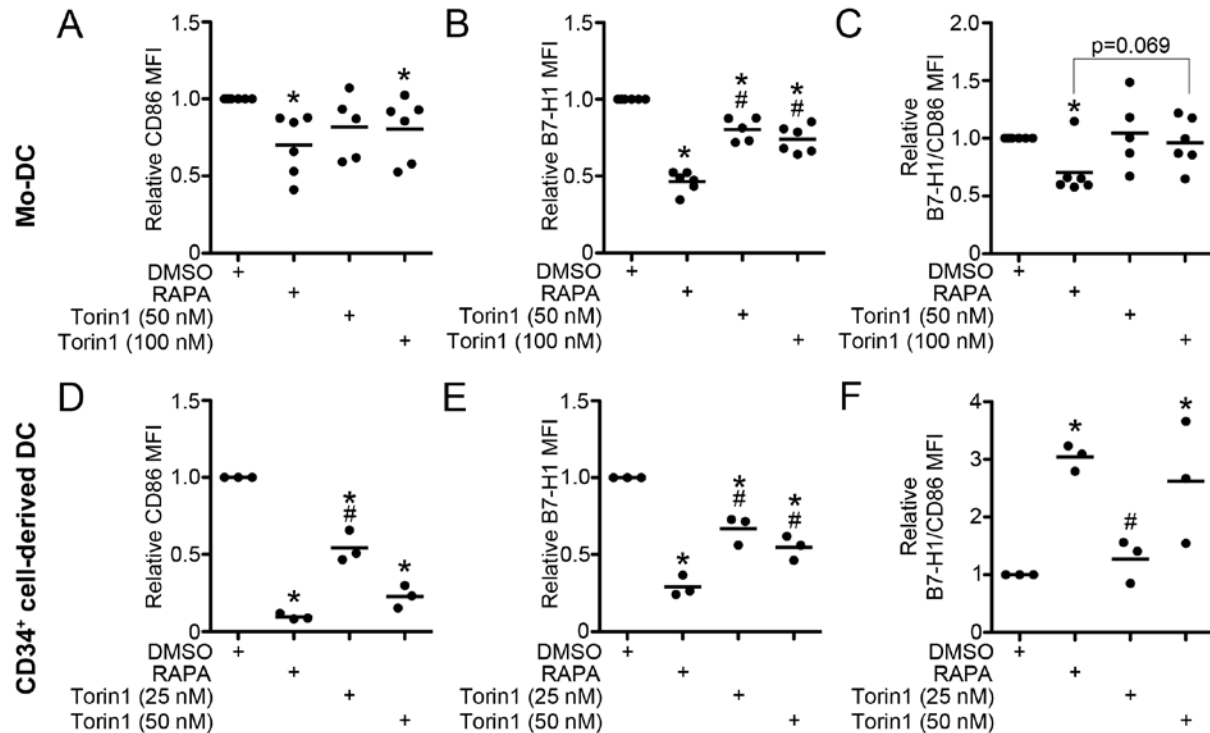 A
Relative CD86 MFI
1.5
1.0
0.5
0
*
*
DMSO +
RAPA +
Torin1 (50 nM) +
Torin1 (100 nM) +
B
Relative B7-H1 MFI
1.5
1.0
0.5
0
*
*
#
*
#
DMSO +
RAPA +
Torin1 (50 nM) +
Torin1 (100 nM) +
C
Relative
B7-H1/CD86 MFI
2.0
1.5
1.0
0.5
0
p=0.069
*
DMSO +
RAPA +
Torin1 (50 nM) +
Torin1 (100 nM) +
Mo-DC
D
Relative CD86 MFI
1.5
1.0
0.5
0
*
*
#
*
DMSO +
RAPA +
Torin1 (25 nM) +
Torin1 (50 nM) +
E
Relative B7-H1 MFI
1.5
1.0
0.5
0
*
*
#
*
#
DMSO +
RAPA +
Torin1 (25 nM) +
Torin1 (50 nM) +
F
Relative
B7-H1/CD86 MFI
4
3
2
1
0
*
#
*
DMSO +
RAPA +
Torin1 (25 nM) +
Torin1 (50 nM) +
CD34⁺ cell-derived DC